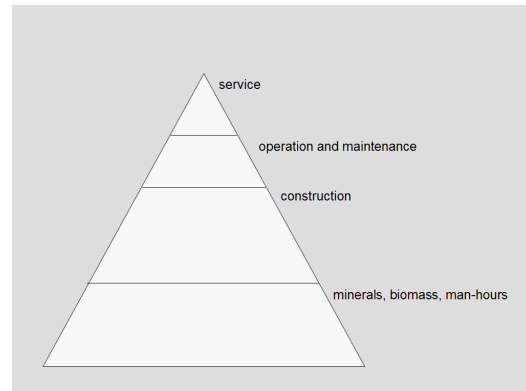 service
operation and maintenance
construction
minerals, biomass, man-hours